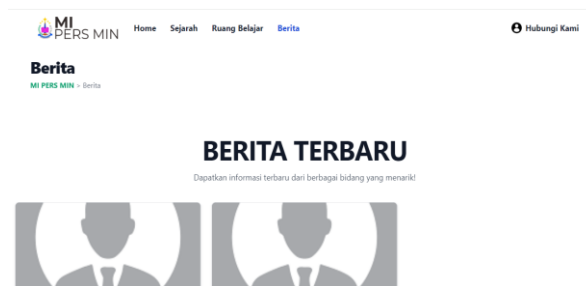 MI
PERS MIN
Home Sejarah Ruang Belajar Berita
Hubungi Kami
Berita
MI PERS MIN > Berita
BERITA TERBARU
Dapatkan informasi terbaru dari berbagai bidang yang menarik!